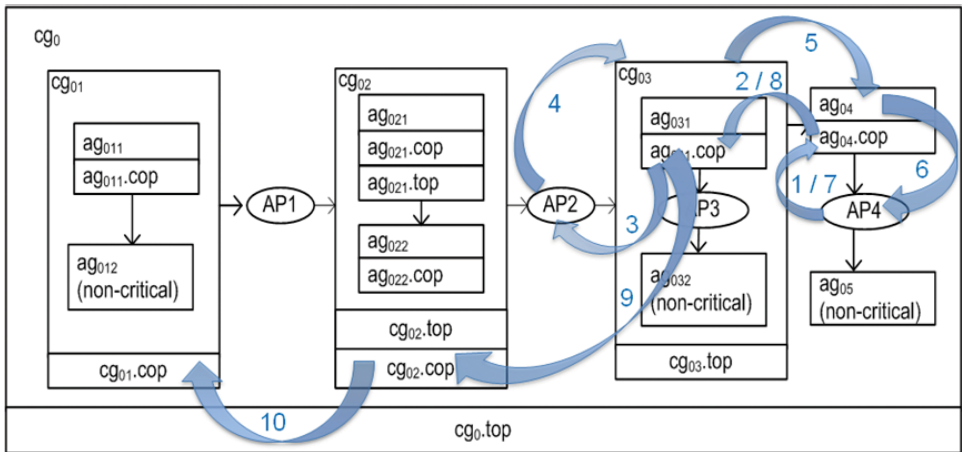 cg₀
cg₀₁
ag₀₁₁
ag₀₁₁.cop
ag₀₁₂
(non-critical)
cg₀₁.cop
AP1
cg₀₂
ag₀₂₁
ag₀₂₁.cop
ag₀₂₁.top
ag₀₂₂
ag₀₂₂.cop
cg₀₂.top
cg₀₂.cop
AP2
cg₀₃
ag₀₃₁
ag₀₃₁.cop
AP3
ag₀₃₂
(non-critical)
cg₀₃.top
ag₀₄
ag₀₄.cop
AP4
ag₀₅
(non-critical)
cg₀.top
1 / 7
2 / 8
3
4
5
6
9
10